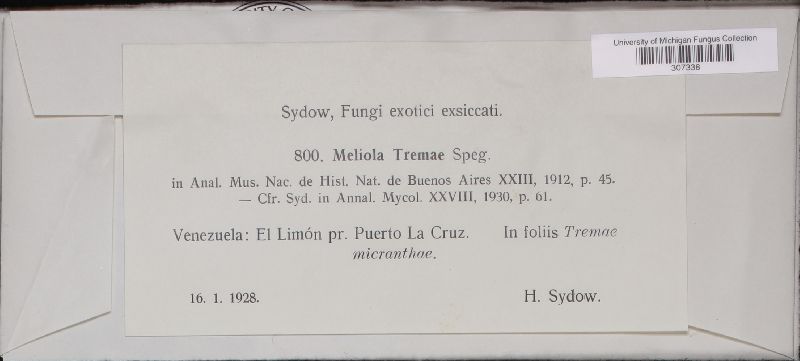 University of Michigan Fungus Collection
307336
Sydow, Fungi exotici exsiccati.
800. Meliola Tremae Speg.
in Anal. Mus. Nac. de Hist. Nat. de Buenos Aires XXIII, 1912, p. 45.
— Cfr. Syd. in Annal. Mycol. XXVIII, 1930, p. 61.
Venezuela: El Limón pr. Puerto La Cruz. In foliis Tremae
micranthae.
16. 1. 1928. H. Sydow.